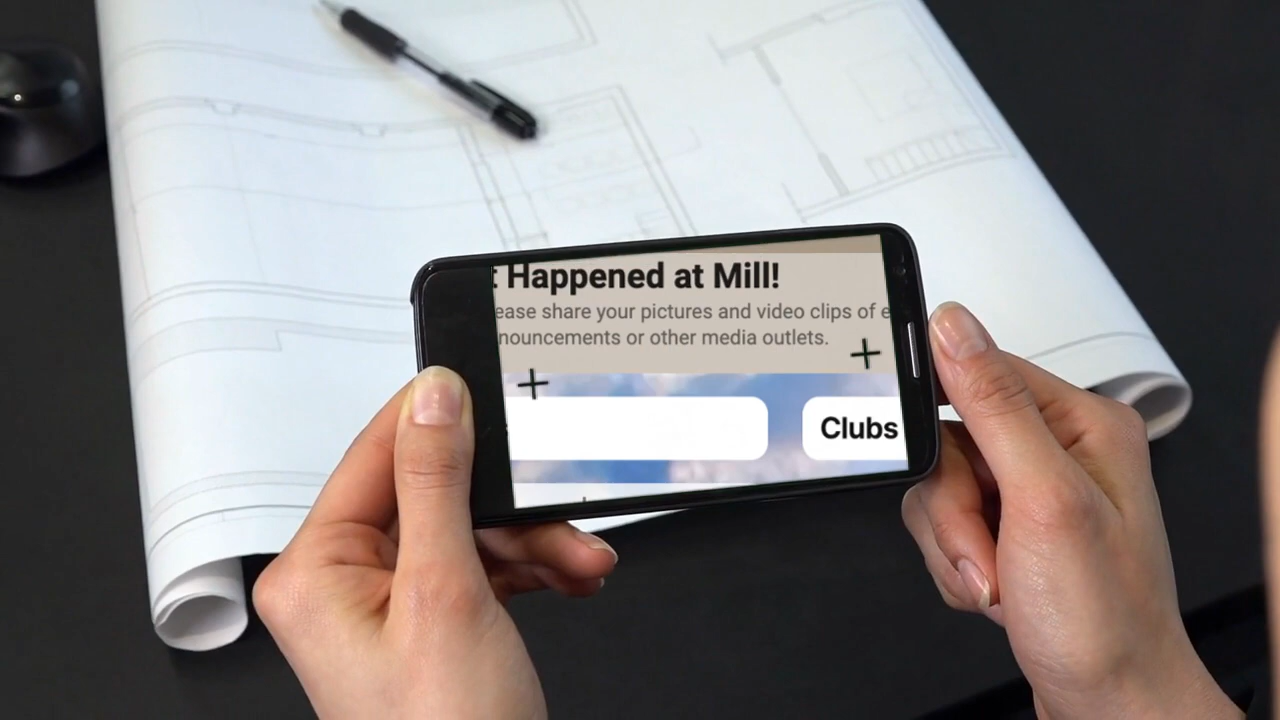 t Happened at Mill!
ease share your pictures and video clips of e
nouncements or other media outlets.
Clubs